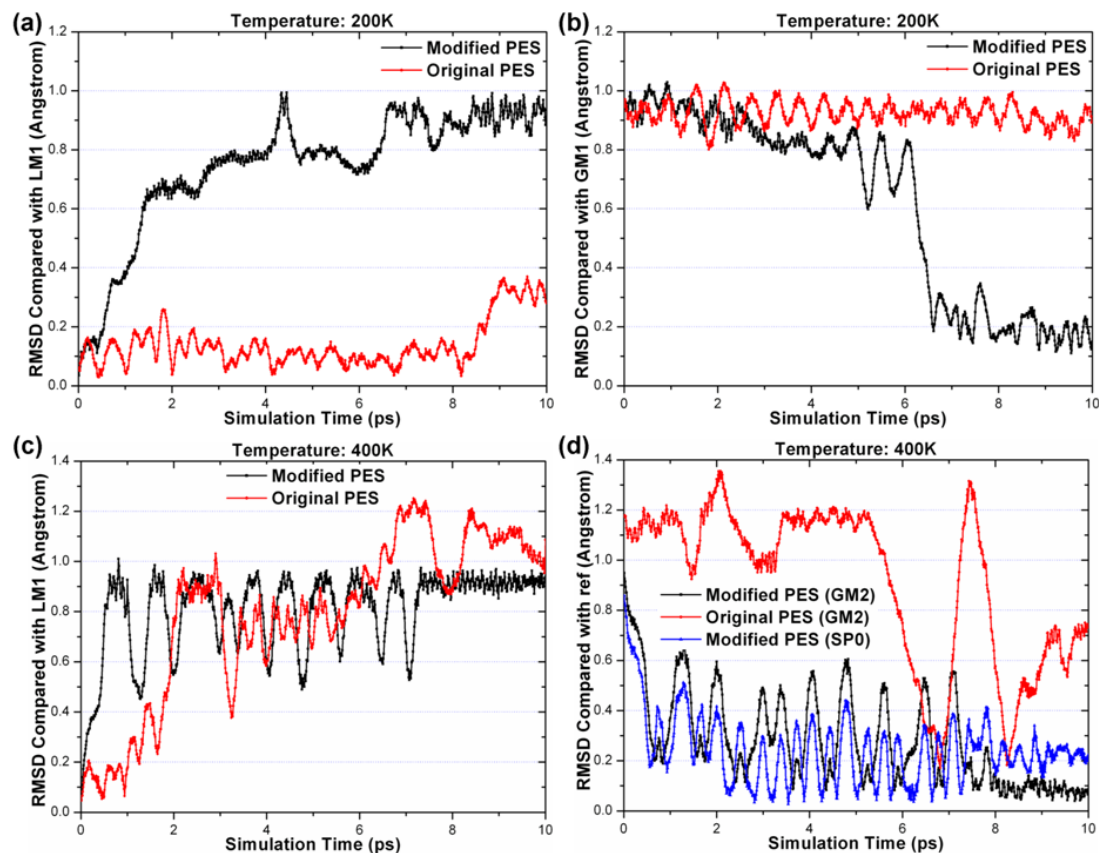 (a)
Temperature: 200K
Modified PES
Original PES
RMSD Compared with LM1 (Angstrom)
1.2
1.0
0.8
0.6
0.4
0.2
0.0
0 2 4 6 8 10
Simulation Time (ps)
(b)
Temperature: 200K
Modified PES
Original PES
RMSD Compared with GM1 (Angstrom)
1.2
1.0
0.8
0.6
0.4
0.2
0.0
0 2 4 6 8 10
Simulation Time (ps)
(c)
Temperature: 400K
Modified PES
Original PES
RMSD Compared with LM1 (Angstrom)
1.4
1.2
1.0
0.8
0.6
0.4
0.2
0.0
0 2 4 6 8 10
Simulation Time (ps)
(d)
Temperature: 400K
Modified PES (GM2)
Original PES (GM2)
Modified PES (SP0)
RMSD Compared with ref (Angstrom)
1.4
1.2
1.0
0.8
0.6
0.4
0.2
0.0
0 2 4 6 8 10
Simulation Time (ps)